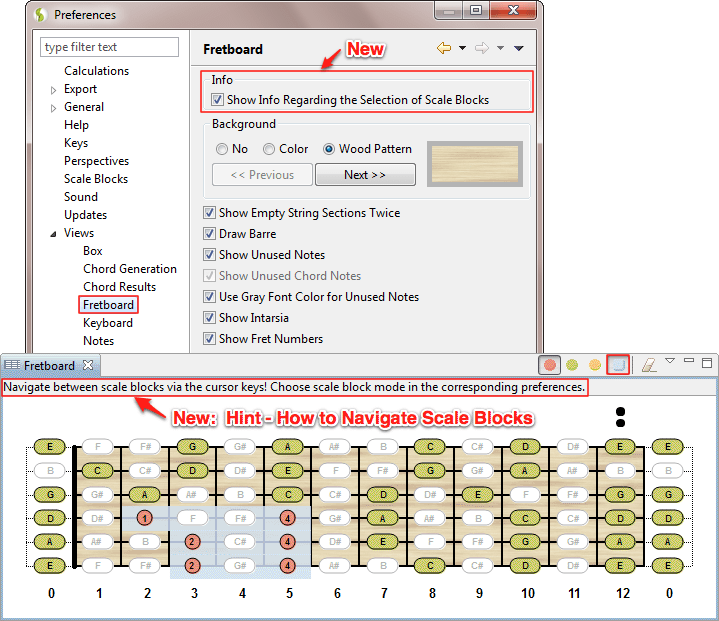 Preferences
type filter text
Fretboard
New
Calculations
Export
General
Help
Keys
Perspectives
Scale Blocks
Sound
Updates
Views
Box
Chord Generation
Chord Results
Fretboard
Keyboard
Notes
Info
Show Info Regarding the Selection of Scale Blocks
Background
No Color Wood Pattern
<< Previous Next >>
Show Empty String Sections Twice
Draw Barre
Show Unused Notes
Show Unused Chord Notes
Use Gray Font Color for Unused Notes
Show Intarsia
Show Fret Numbers
Fretboard
Navigate between scale blocks via the cursor keys! Choose scale block mode in the corresponding preferences.
New: Hint - How to Navigate Scale Blocks
E F F# G G# A A# B C C# D D# E E
B C C# D D# E F F# G G# A A# B B
G G# A A# B C C# D D# E F F# G G
D D# 1 F F# 4 G# A A# B C C# D D
A A# B 2 C# 4 D# E F F# G G# A A
E F F# 2 G# 4 A# B C C# D D# E E
0 1 2 3 4 5 6 7 8 9 10 11 12 0